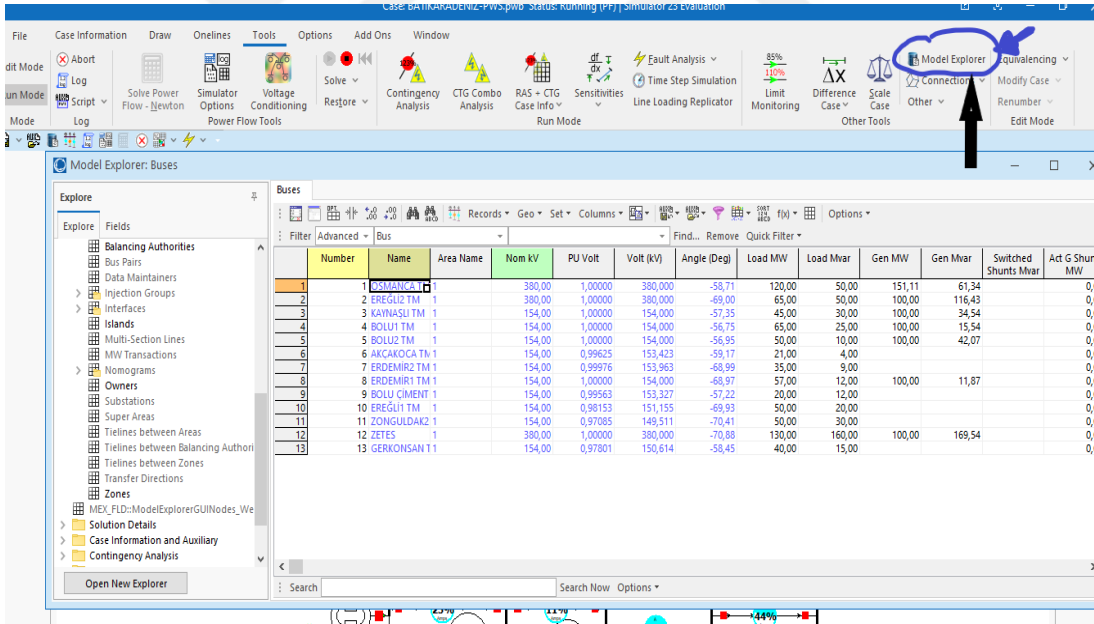 Case: BATIKARADENİZ-PWS.pwb Status: Running (PF) | Simulator 23 Evaluation
File Case Information Draw Onelines Tools Options Add Ons Window
dit Mode
un Mode
Mode
Abort
Log
Script
Log
Solve Power Flow - Newton
Simulator Options
Voltage Conditioning
Solve
Restore
Power Flow Tools
Contingency Analysis
CTG Combo Analysis
RAS + CTG Case Info
Sensitivities
Fault Analysis
Time Step Simulation
Line Loading Replicator
Run Mode
85%
110%
Limit Monitoring
Difference Case
Scale Case
Model Explorer
Connections
Other
Other Tools
Equivalencing
Modify Case
Renumber
Edit Mode
Model Explorer: Buses
Explore
Explore Fields
Balancing Authorities
Bus Pairs
Data Maintainers
Injection Groups
Interfaces
Islands
Multi-Section Lines
MW Transactions
Nomograms
Owners
Substations
Super Areas
Tielines between Areas
Tielines between Balancing Authori
Tielines between Zones
Transfer Directions
Zones
MEX_FLD::ModelExplorerGUINodes_We
Solution Details
Case Information and Auxiliary
Contingency Analysis
Open New Explorer
Buses
Records Geo Set Columns f(x) Options
Filter Advanced Bus Find... Remove Quick Filter
Number Name Area Name Nom kV PU Volt Volt (kV) Angle (Deg) Load MW Load Mvar Gen MW Gen Mvar Switched Shunts Mvar Act G Shun MW
1 1 OSMANCA T 1 380,00 1,00000 380,000 -58,71 120,00 50,00 151,11 61,34 0,
2 2 EREĞLİ2 TM 1 380,00 1,00000 380,000 -69,00 65,00 50,00 100,00 116,43 0,
3 3 KAYNAŞLI TM 1 154,00 1,00000 154,000 -57,35 45,00 30,00 100,00 34,54 0,
4 4 BOLU1 TM 1 154,00 1,00000 154,000 -56,75 65,00 25,00 100,00 15,54 0,
5 5 BOLU2 TM 1 154,00 1,00000 154,000 -56,95 50,00 10,00 100,00 42,07 0,
6 6 AKÇAKOCA TM 1 154,00 0,99625 153,423 -59,17 21,00 4,00 0,
7 7 ERDEMİR2 TM 1 154,00 0,99976 153,963 -68,99 35,00 9,00 0,
8 8 ERDEMİR1 TM 1 154,00 1,00000 154,000 -68,97 57,00 12,00 100,00 11,87 0,
9 9 BOLU ÇİMENT 1 154,00 0,99563 153,327 -57,22 20,00 12,00 0,
10 10 EREĞLİ1 TM 1 154,00 0,98153 151,155 -69,93 50,00 20,00 0,
11 11 ZONGULDAK2 1 154,00 0,97085 149,511 -70,41 50,00 30,00 0,
12 12 ZETES 1 380,00 1,00000 380,000 -70,88 130,00 160,00 100,00 169,54 0,
13 13 GERKONSAN T 1 154,00 0,97801 150,614 -58,45 40,00 15,00 0,
Search Search Now Options
44%